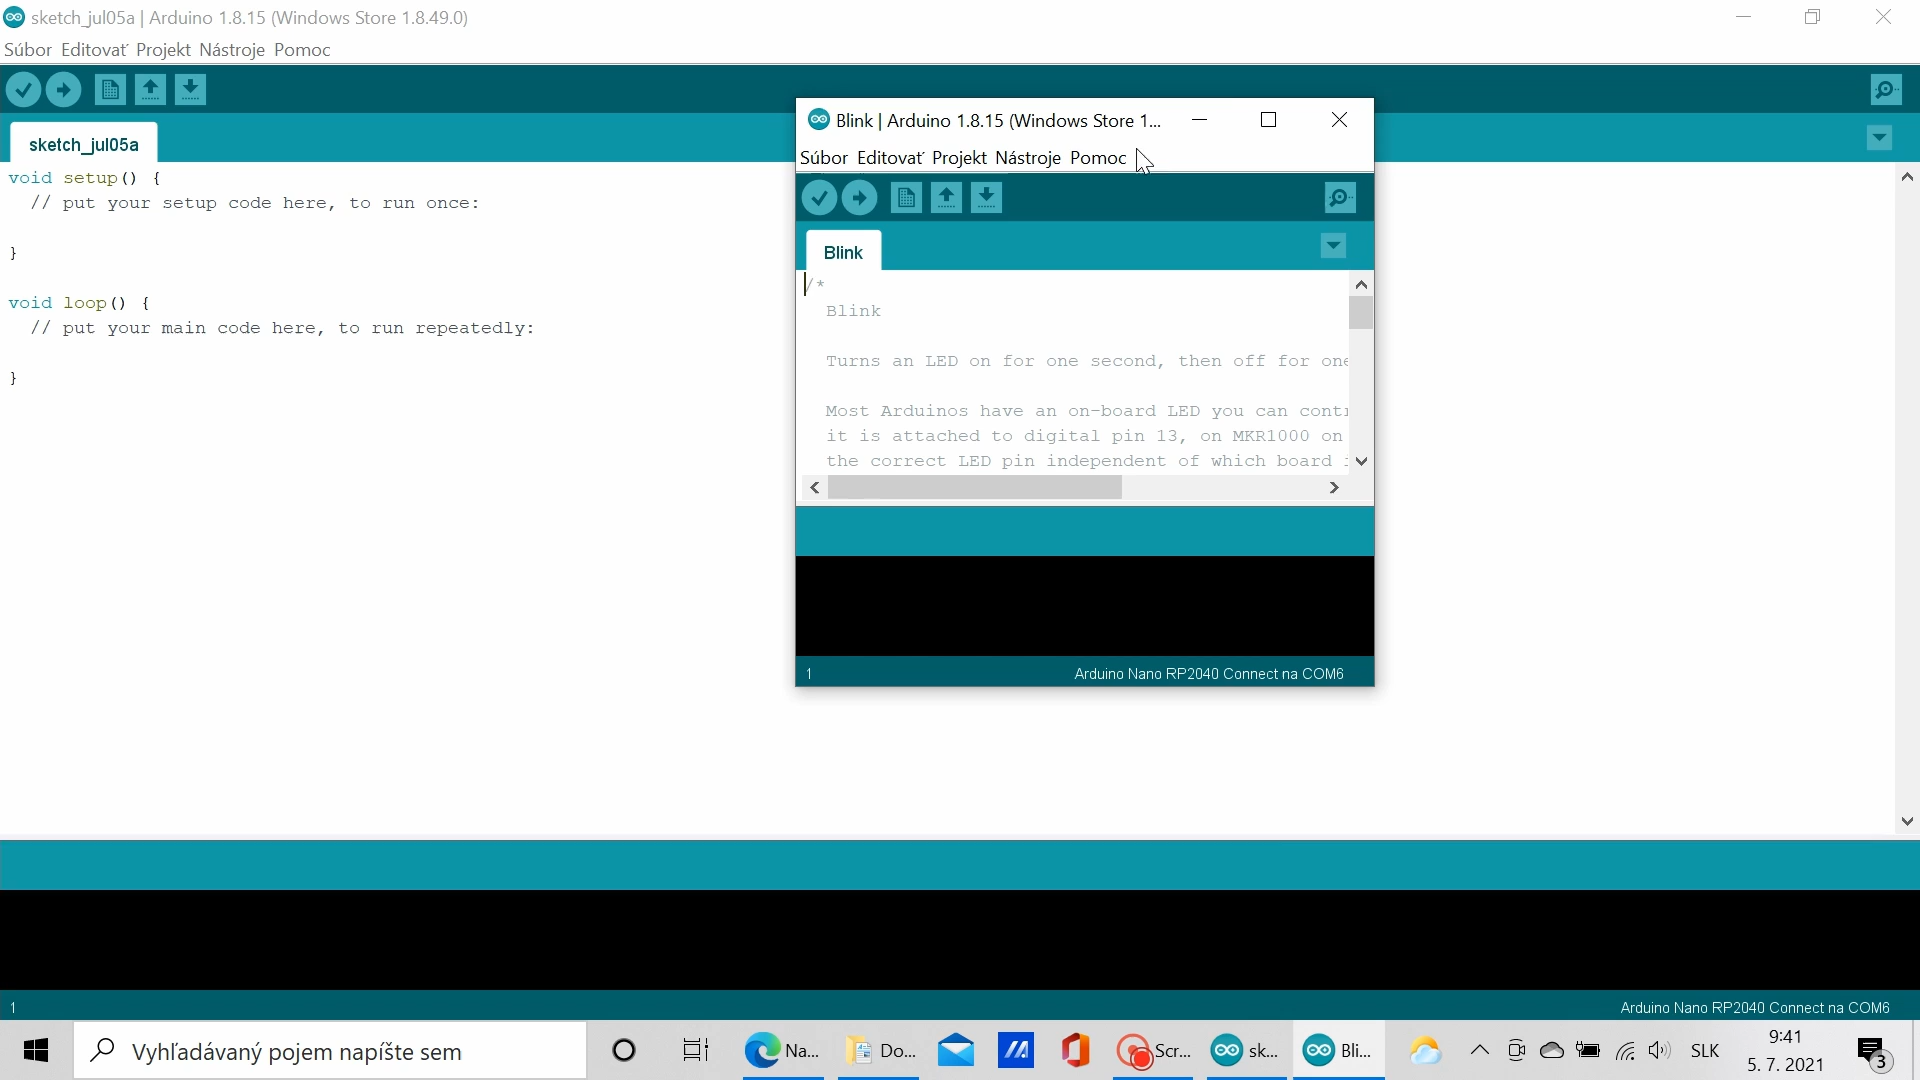 sketch_jul05a | Arduino 1.8.15 (Windows Store 1.8.49.0)
Súbor Editovať Projekt Nástroje Pomoc
sketch_jul05a
void setup() {
// put your setup code here, to run once:
}
void loop() {
// put your main code here, to run repeatedly:
}
Blink | Arduino 1.8.15 (Windows Store 1...
Súbor Editovať Projekt Nástroje Pomoc
Blink
/*
Blink
Turns an LED on for one second, then off for one
Most Arduinos have an on-board LED you can contr
it is attached to digital pin 13, on MKR1000 on
the correct LED pin independent of which board
1
Arduino Nano RP2040 Connect na COM6
1
Arduino Nano RP2040 Connect na COM6
Vyhľadávaný pojem napíšte sem
Na...
Do...
Scr...
sk...
Bli...
SLK
9:41
5. 7. 2021
3